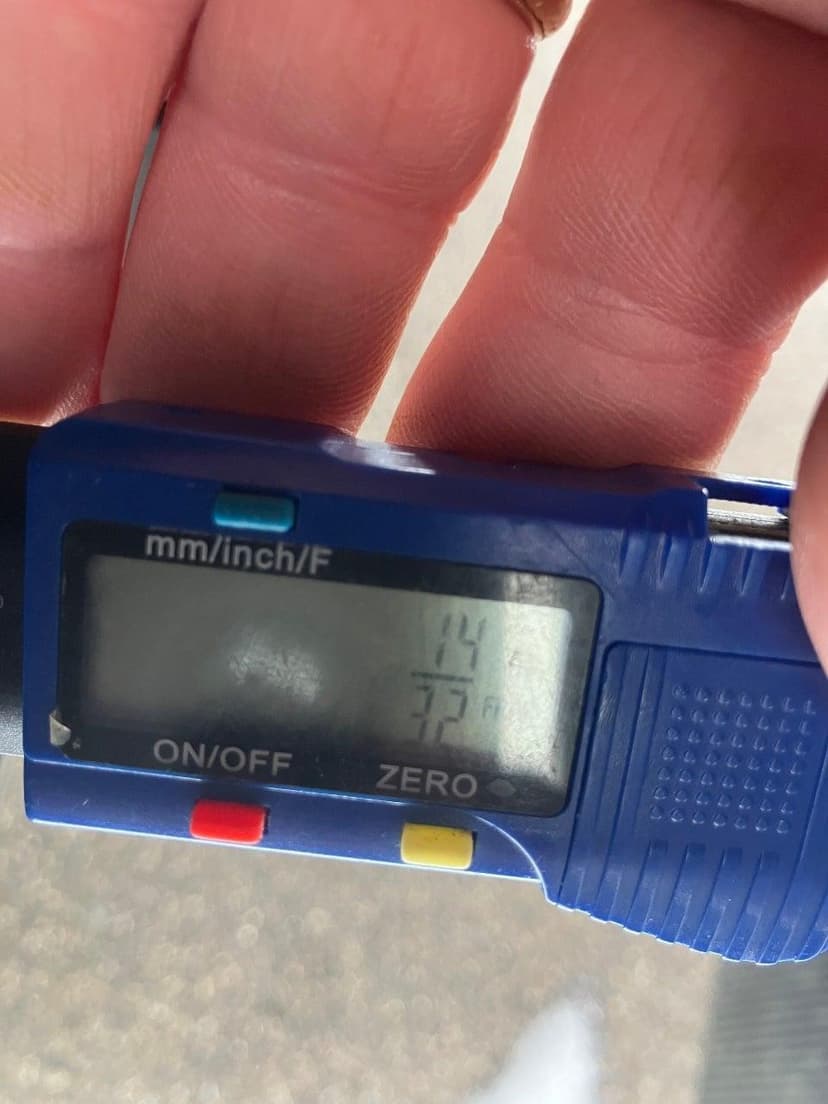 mm/inch/F
14
32
ON/OFF
ZERO